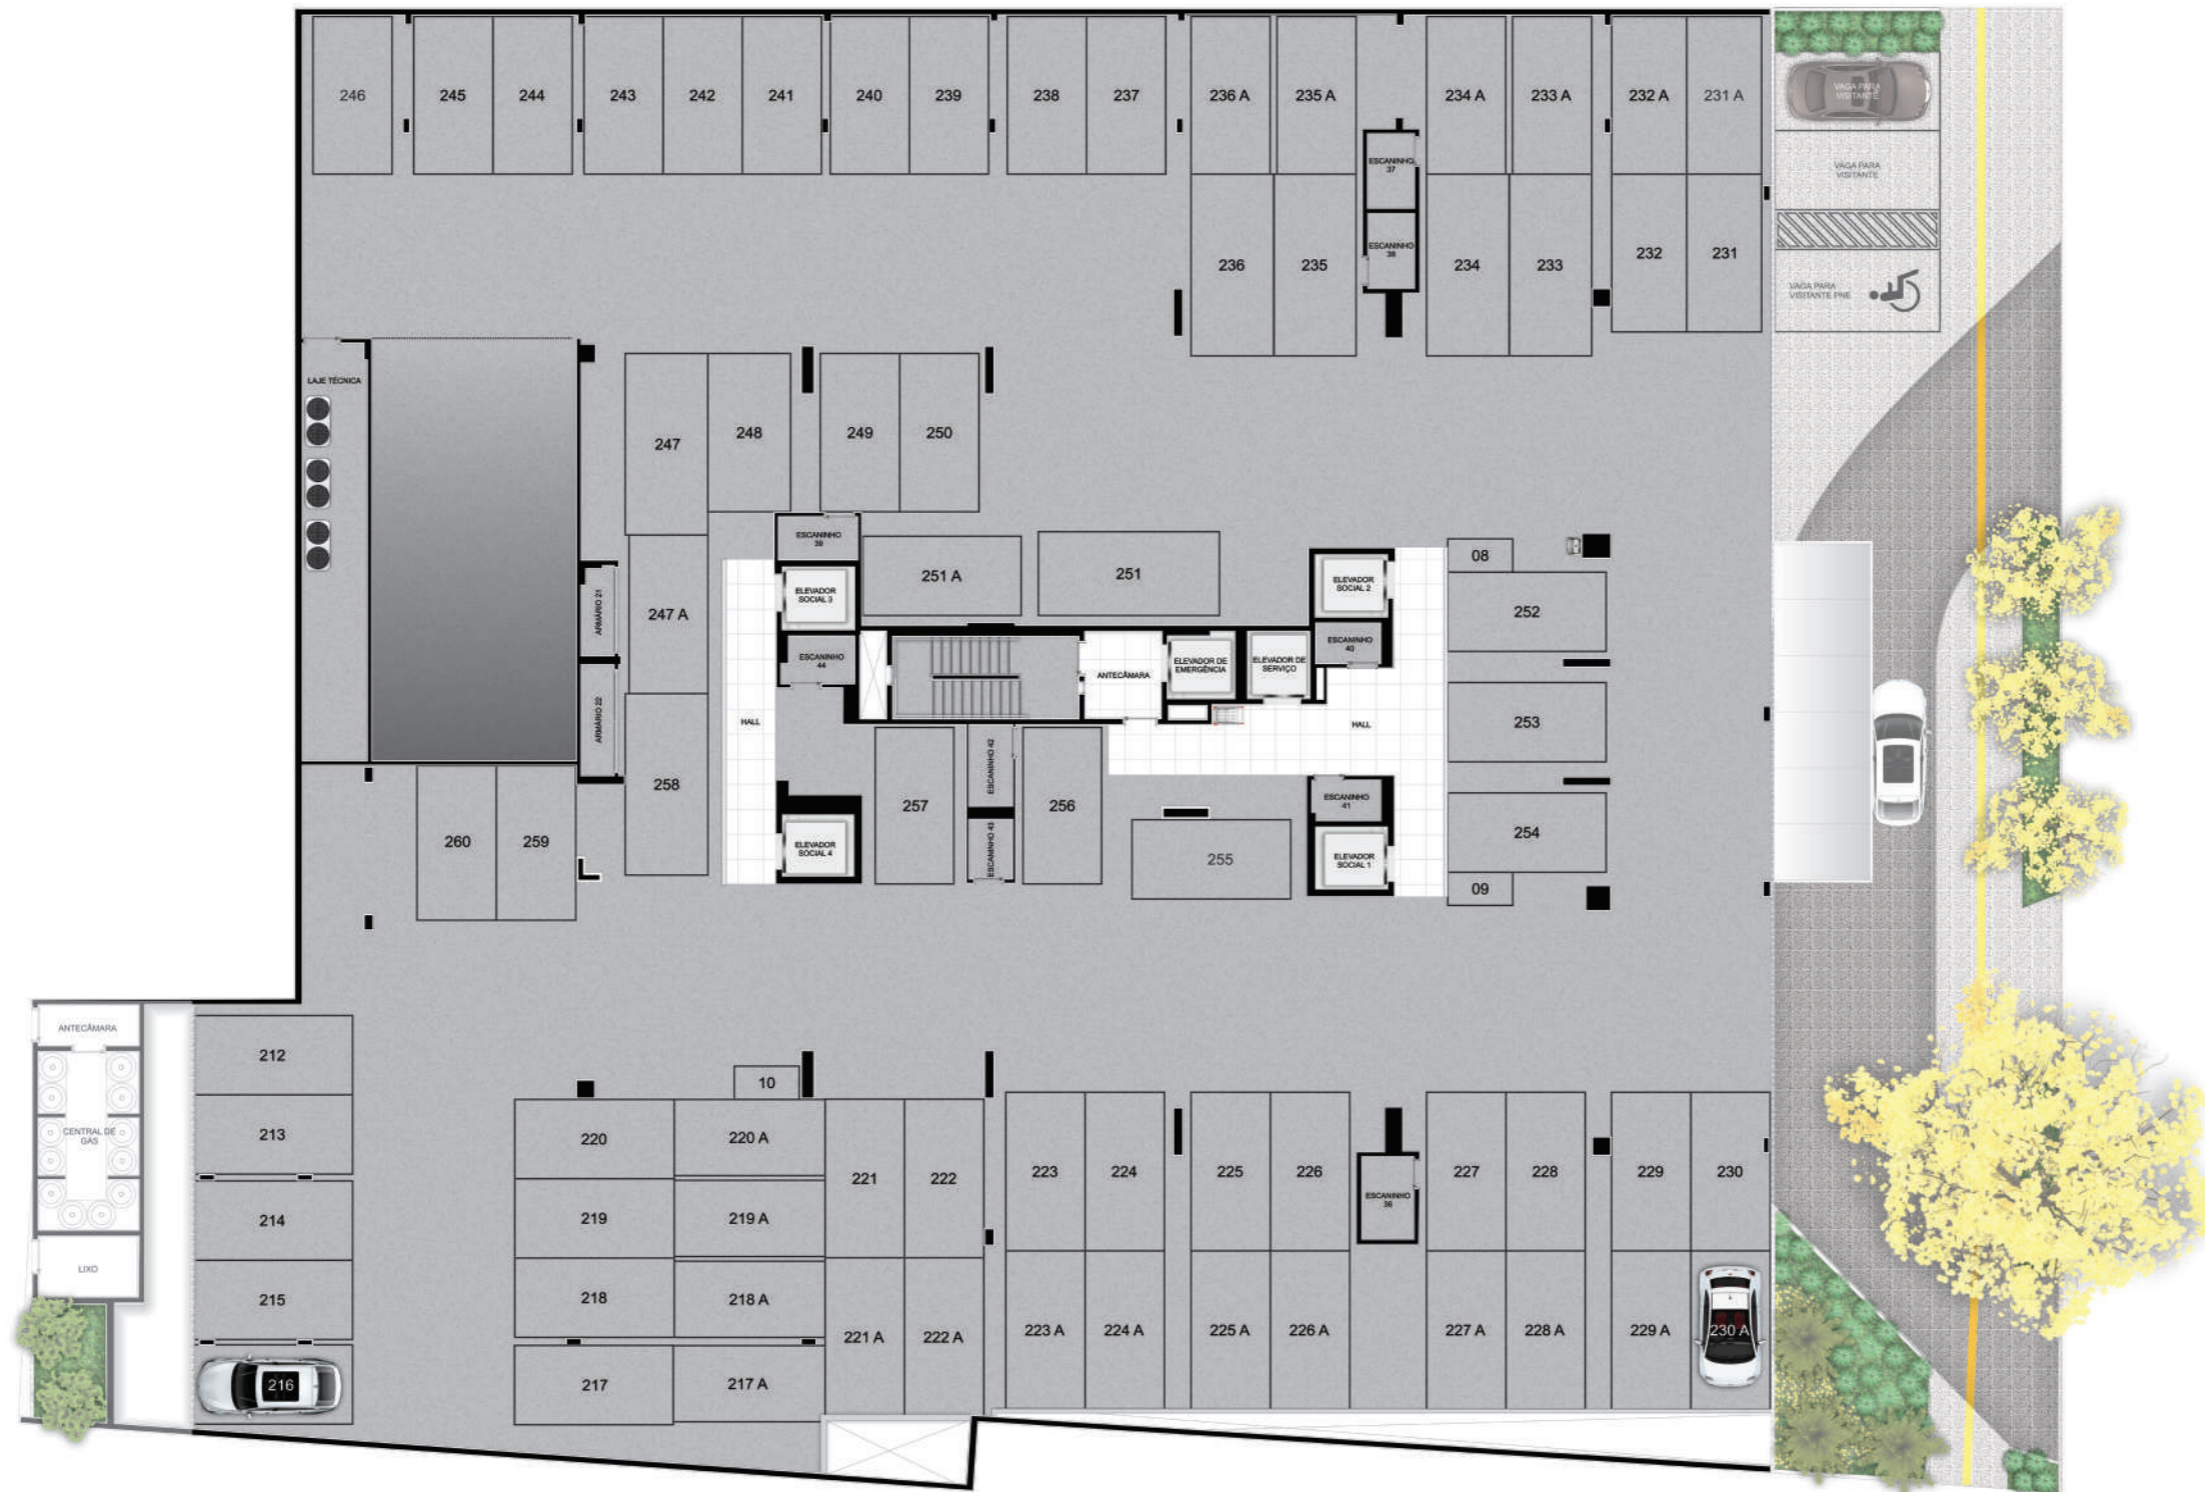 246
245
244
243
242
241
240
239
238
237
236 A
235 A
234 A
233 A
232 A
231 A
VAGA PARA
VISITANTE
ESCANINHO
37
VAGA PARA
VISITANTE
236
235
ESCANINHO
38
234
233
232
231
VAGA PARA
VISITANTE PNE
LAJE TÉCNICA
247
248
249
250
ESCANINHO
39
251 A
251
08
ELEVADOR
SOCIAL 3
ELEVADOR
SOCIAL 2
252
ARMÁRIO 21
247 A
ESCANINHO
44
ANTECÂMARA
ELEVADOR DE
EMERGÊNCIA
ELEVADOR DE
SERVIÇO
ESCANINHO
40
ARMÁRIO 22
HALL
HALL
253
258
257
ESCANINHO 42
256
ESCANINHO
41
260
259
ELEVADOR
SOCIAL 4
ESCANINHO 43
255
ELEVADOR
SOCIAL 1
254
09
ANTECÂMARA
212
CENTRAL DE
GÁS
213
10
220
220 A
221
222
223
224
225
226
ESCANINHO
36
227
228
229
230
214
219
219 A
LIXO
215
218
218 A
221 A
222 A
223 A
224 A
225 A
226 A
227 A
228 A
229 A
230 A
216
217
217 A